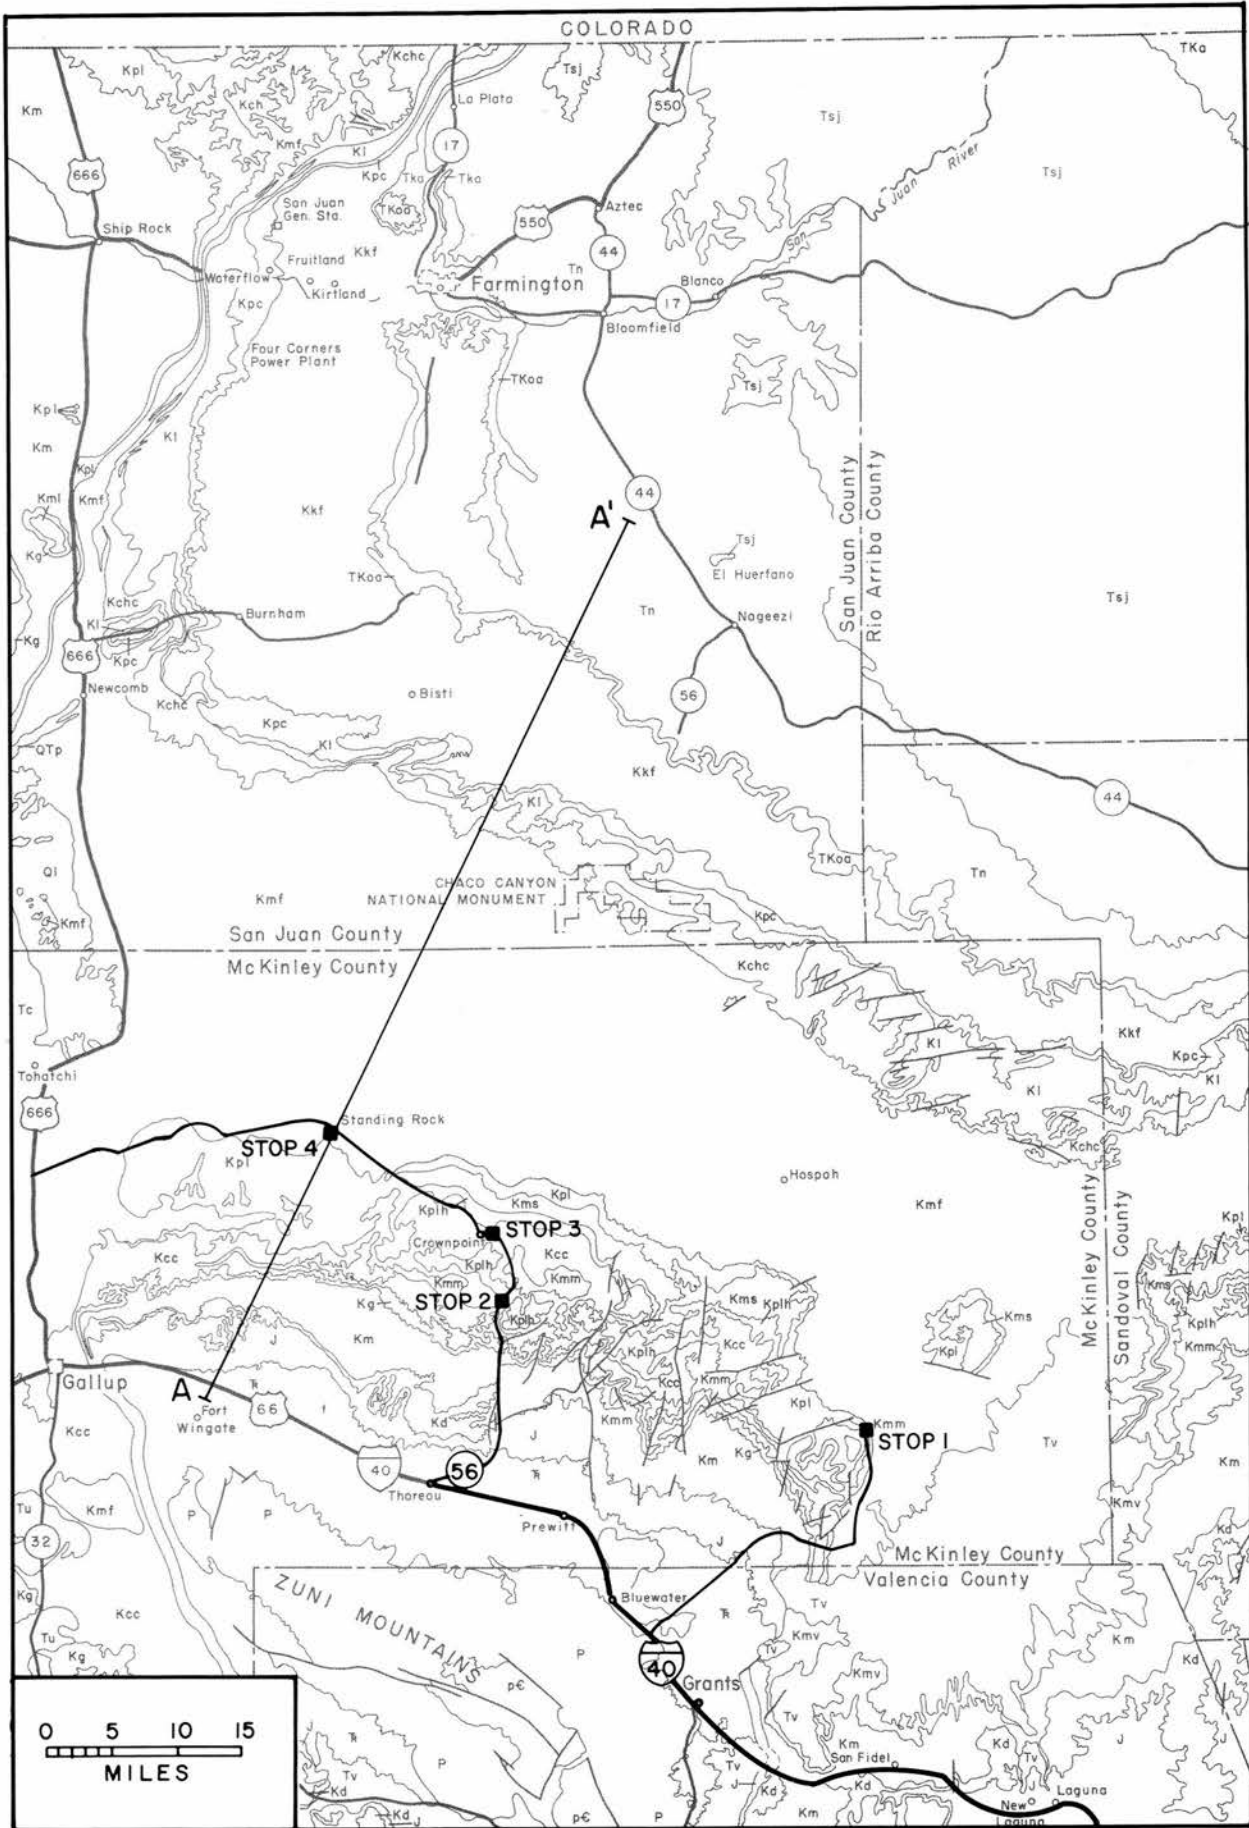 COLORADO
Kpl
Kchc
Tsj
TKa
Km
Kch
La Plata
550
Kmf
Kl
17
Tsj
666
Kpc
Tka
Tka
San Juan River
Tsj
San Juan
Gen. Sta.
TKoa
550
Aztec
Ship Rock
Kkf
44
Fruitland
Tn
Waterflow
Farmington
Blanco
Kirtland
Kpc
17
Bloomfield
Four Corners
Power Plant
TKoa
Tsj
Kpl
Kl
Km
Kpl
San Juan County
Rio Arriba County
Kml
Kmf
44
Kkf
A'
Kg
Tsj
TKoa
El Huerfano
Kchc
Tn
Tsj
Burnham
Nageezi
Kl
Kg
666
Kpc
Newcomb
Bisti
56
Kchc
Kpc
Kl
QTp
Kkf
44
Kl
TKoa
Tn
Ql
CHACO CANYON
NATIONAL MONUMENT
Kmf
Kmf
Kpc
San Juan County
McKinley County
Kchc
Tc
Kkf
Kl
Kpc
Kl
Kl
Tohatchi
666
Standing Rock
STOP 4
Kchc
Kpl
Hospah
Kpl
Kms
Kmf
McKinley County
Sandoval County
Kplh
STOP 3
Kpl
Crownpoint
Kcc
Kcc
Kplh
Kmm
Kmm
Kms
Kg
STOP 2
Kms
Kplh
Kms
Kplh
Kplh
J
Km
Kplh
Kcc
Kpl
Kmm
Kcc
Kmm
Gallup
A
66
Kpl
Fort
Wingate
Kd
Kmm
Kmm
STOP 1
Kcc
J
Kg
Km
Tv
Km
40
56
Thoreau
Kmv
Tu
Kmf
P
P
Prewitt
Kd
32
J
McKinley County
Valencia County
Kg
Kcc
ZUNI MOUNTAINS
Bluewater
Tv
Tu
Kmv
Km
Kg
P
Tv
Kd
40
Kmv
p€
Grants
0 5 10 15
MILES
Tv
Km
Kd
J
P
San Fidel
Tv
Tv
Tv
J
J
Kd
J
Laguna
Kd
Kd
New
Laguna
Kd
J
p€
P
Km